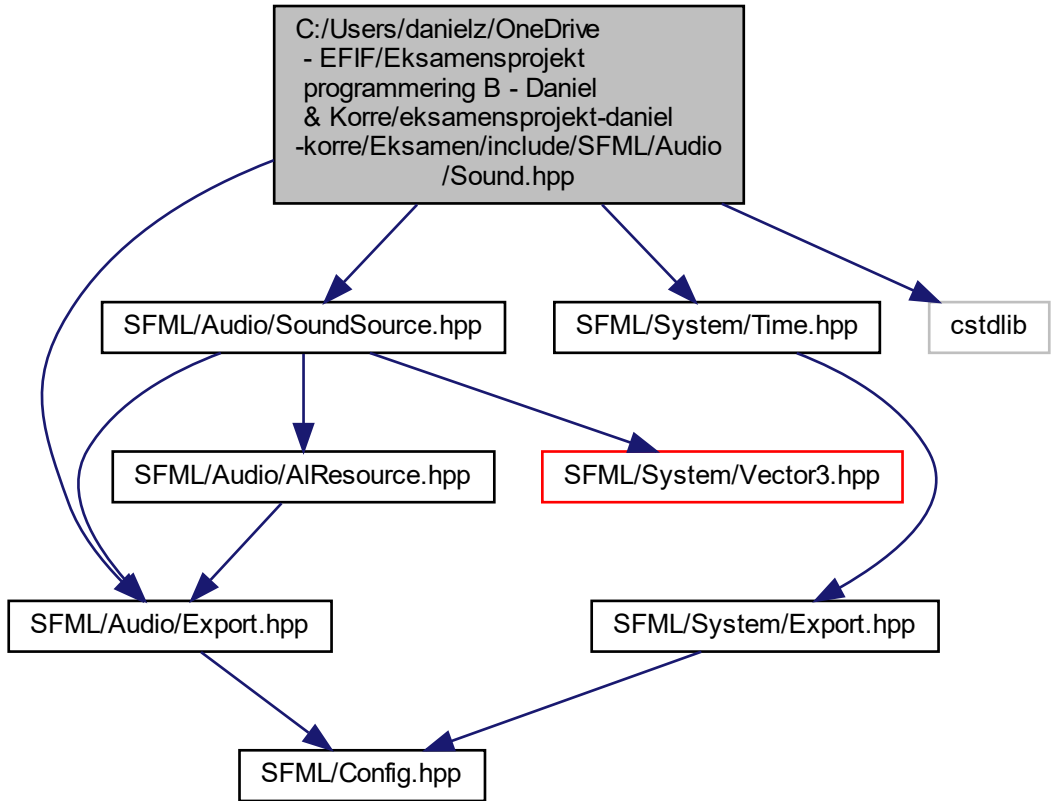 C:/Users/danielz/OneDrive
- EFIF/Eksamensprojekt
programmering B - Daniel
& Korre/eksamensprojekt-daniel
-korre/Eksamen/include/SFML/Audio
/Sound.hpp
SFML/Audio/SoundSource.hpp
SFML/System/Time.hpp
cstdlib
SFML/Audio/AlResource.hpp
SFML/System/Vector3.hpp
SFML/Audio/Export.hpp
SFML/System/Export.hpp
SFML/Config.hpp